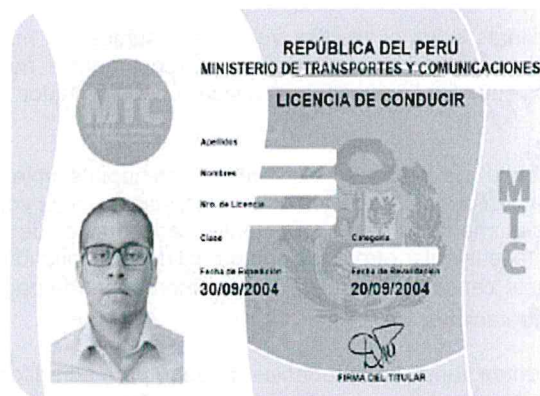 REPÚBLICA DEL PERÚ
MINISTERIO DE TRANSPORTES Y COMUNICACIONES
LICENCIA DE CONDUCIR
MTC
Apellidos
Nombres
Nro. de Licencia
Clase
Categoria
Fecha de Expedición
Fecha de Revalidación
30/09/2004
20/09/2004
FIRMA DEL TITULAR
MTC